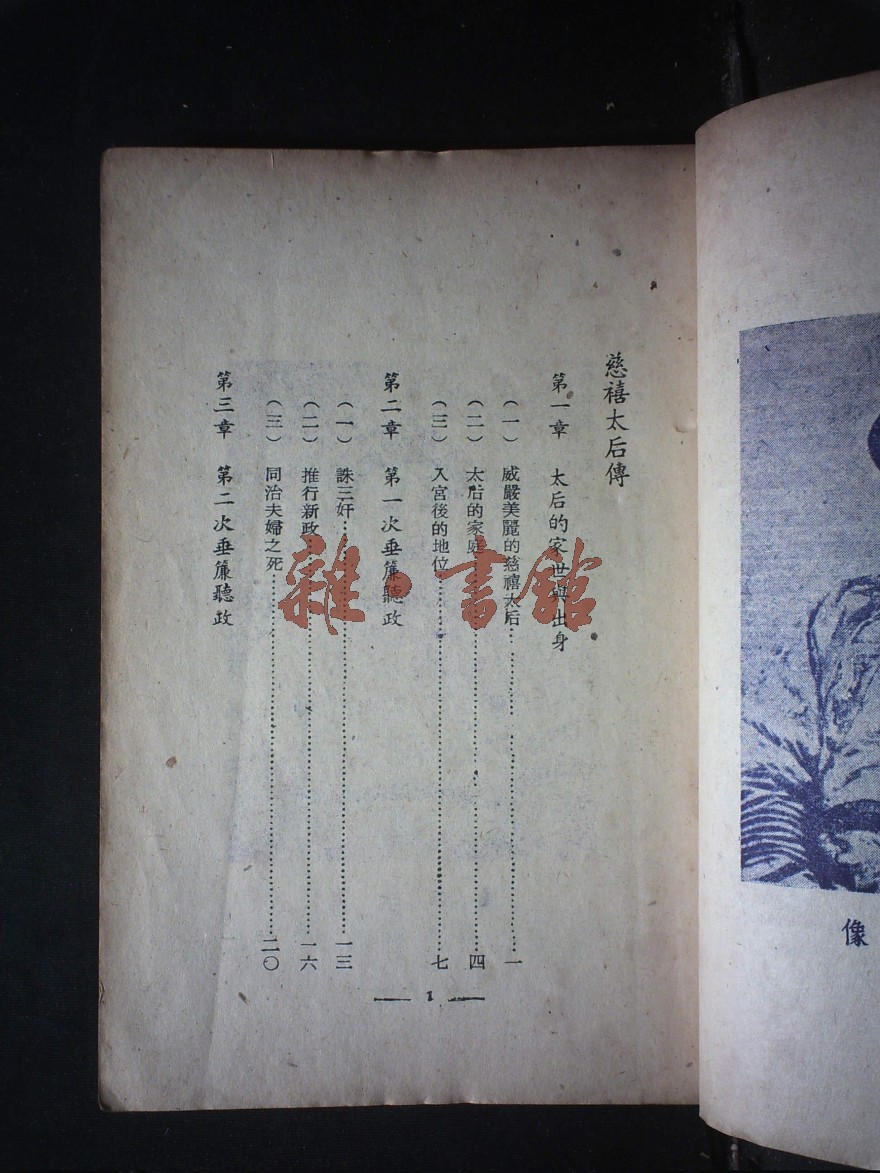 慈禧太后傳
第一章 太后的家世與出身
（一） 威嚴美麗的慈禧太后…………一
（二） 太后的家庭…………四
（三） 入宮後的地位…………七
第二章 第一次垂簾聽政
（一） 誅三奸…………一三
（二） 推行新政…………一六
（三） 同治夫婦之死…………二〇
第三章 第二次垂簾聽政
1
像
雜·書館